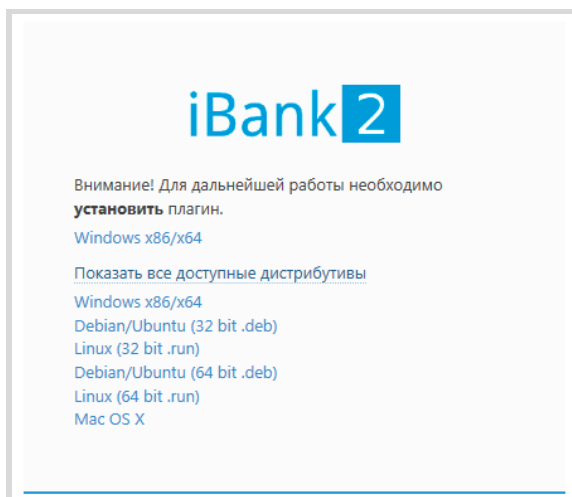 iBank 2
Внимание! Для дальнейшей работы необходимо
установить плагин.
Windows x86/x64
Показать все доступные дистрибутивы
Windows x86/x64
Debian/Ubuntu (32 bit .deb)
Linux (32 bit .run)
Debian/Ubuntu (64 bit .deb)
Linux (64 bit .run)
Mac OS X